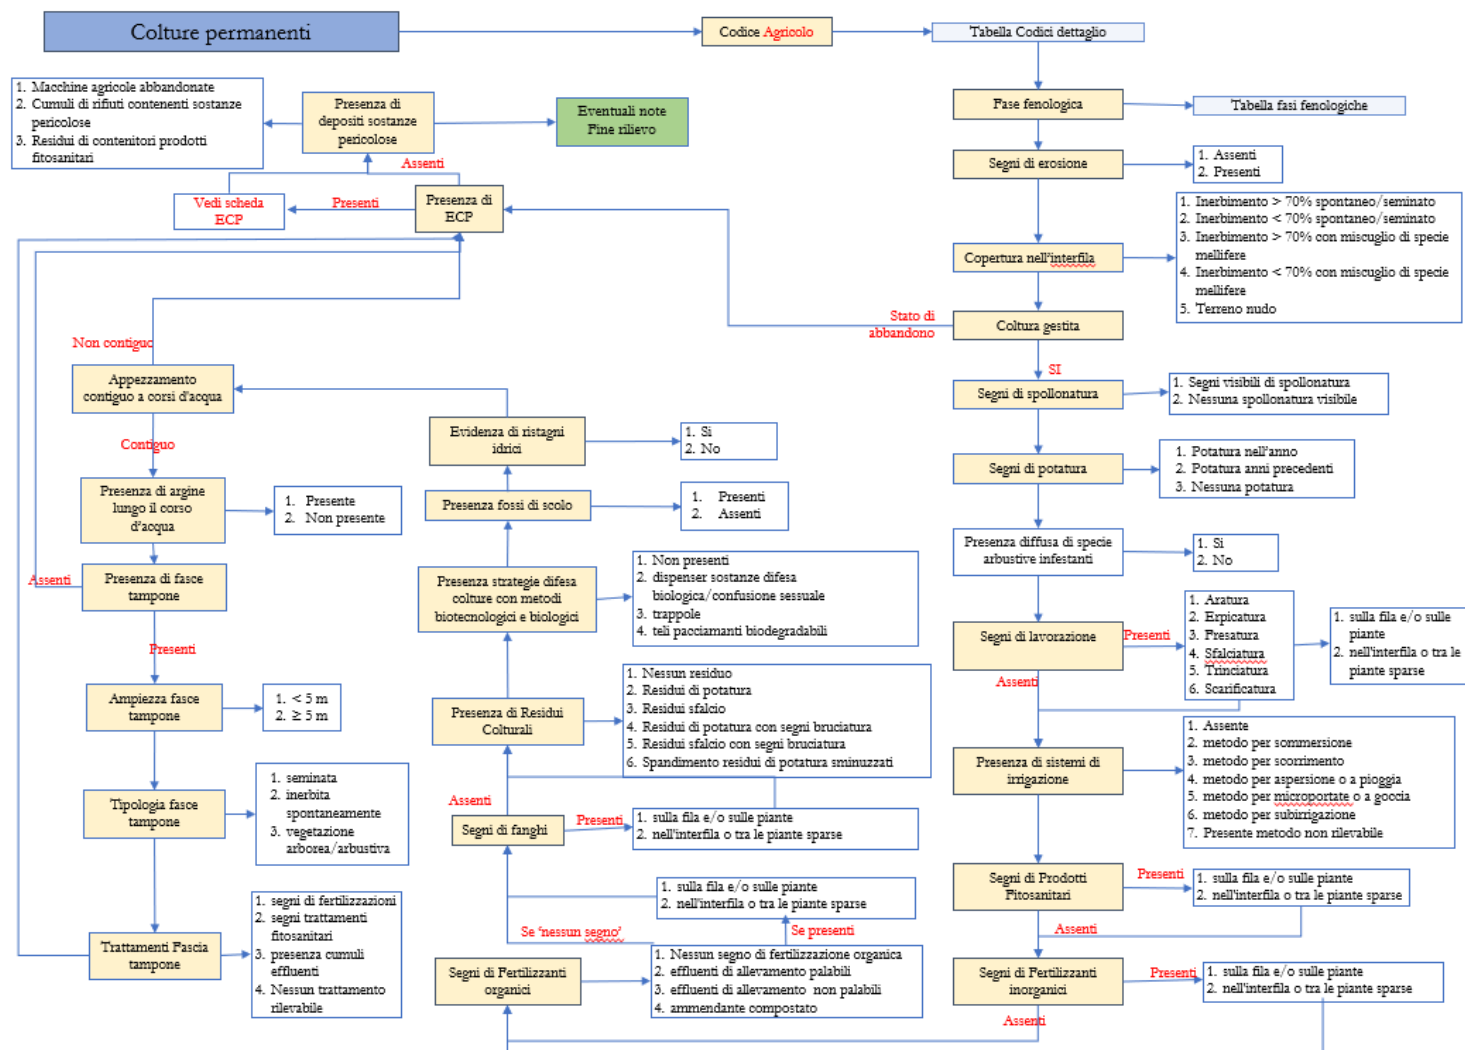 Colture permanenti
Codice Agricolo
Tabella Codici dettaglio
Fase fenologica
Tabella fasi fenologiche
Segni di erosione
1. Assenti
2. Presenti
Copertura nell'interfila
1. Inerbimento > 70% spontaneo/seminato
2. Inerbimento < 70% spontaneo/seminato
3. Inerbimento > 70% con miscuglio di specie
mellifere
4. Inerbimento < 70% con miscuglio di specie
mellifere
5. Terreno nudo
Coltura gestita
Stato di
abbandono
SI
Segni di spollonatura
1. Segni visibili di spollonatura
2. Nessuna spollonatura visibile
Segni di potatura
1. Potatura nell'anno
2. Potatura anni precedenti
3. Nessuna potatura
Presenza diffusa di specie
arbustive infestanti
1. Si
2. No
Segni di lavorazione
Presenti
1. Aratura
2. Erpicatura
3. Fresatura
4. Sfalciatura
5. Trinciatura
6. Scarificatura
1. sulla fila e/o sulle
piante
2. nell'interfila o tra le
piante sparse
Assenti
Presenza di sistemi di
irrigazione
1. Assente
2. metodo per sommersione
3. metodo per scorrimento
4. metodo per aspersione o a pioggia
5. metodo per microportate o a goccia
6. metodo per subirrigazione
7. Presente metodo non rilevabile
Segni di Prodotti
Fitosanitari
Presenti
1. sulla fila e/o sulle piante
2. nell'interfila o tra le piante sparse
Assenti
Segni di Fertilizzanti
inorganici
Presenti
1. sulla fila e/o sulle piante
2. nell'interfila o tra le piante sparse
Assenti
Segni di Fertilizzanti
organici
1. Nessun segno di fertilizzazione organica
2. effluenti di allevamento palabili
3. effluenti di allevamento non palabili
4. ammendante compostato
Se 'nessun segno'
Se presenti
1. sulla fila e/o sulle piante
2. nell'interfila o tra le piante sparse
Segni di fanghi
Presenti
1. sulla fila e/o sulle piante
2. nell'interfila o tra le piante sparse
Assenti
Presenza di Residui
Colturali
1. Nessun residuo
2. Residui di potatura
3. Residui sfalcio
4. Residui di potatura con segni bruciatura
5. Residui sfalcio con segni bruciatura
6. Spandimento residui di potatura sminuzzati
Presenza strategie difesa
colture con metodi
biotecnologici e biologici
1. Non presenti
2. dispenser sostanze difesa
biologica/confusione sessuale
3. trappole
4. teli pacciamanti biodegradabili
Presenza fossi di scolo
1. Presenti
2. Assenti
Evidenza di ristagni
idrici
1. Si
2. No
Appezzamento
contiguo a corsi d'acqua
Non contiguo
Contiguo
Presenza di argine
lungo il corso
d'acqua
1. Presente
2. Non presente
Presenza di fasce
tampone
Assenti
Presenti
Ampiezza fasce
tampone
1. < 5 m
2. ≥ 5 m
Tipologia fasce
tampone
1. seminata
2. inerbita
spontaneamente
3. vegetazione
arborea/arbustiva
Trattamenti Fascia
tampone
1. segni di fertilizzazioni
2. segni trattamenti
fitosanitari
3. presenza cumuli
effluenti
4. Nessun trattamento
rilevabile
Presenza di
ECP
Presenti
Vedi scheda
ECP
Assenti
Presenza di
depositi sostanze
pericolose
1. Macchine agricole abbandonate
2. Cumuli di rifiuti contenenti sostanze
pericolose
3. Residui di contenitori prodotti
fitosanitari
Eventuali note
Fine rilievo